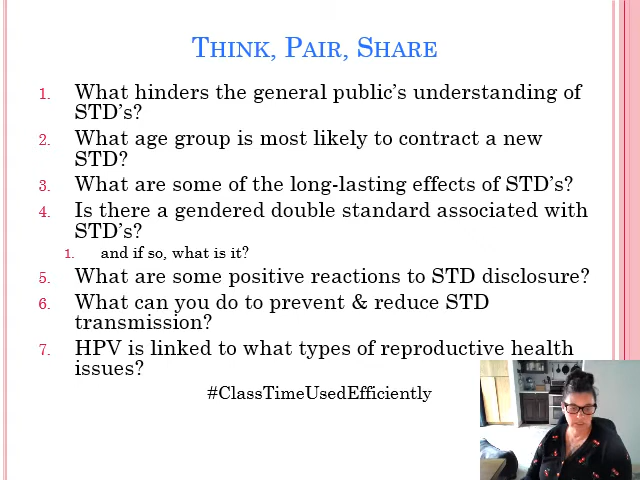 THINK, PAIR, SHARE
1. What hinders the general public's understanding of
STD's?
2. What age group is most likely to contract a new
STD?
3. What are some of the long-lasting effects of STD's?
4. Is there a gendered double standard associated with
STD's?
1. and if so, what is it?
5. What are some positive reactions to STD disclosure?
6. What can you do to prevent & reduce STD
transmission?
7. HPV is linked to what types of reproductive health
issues?
#ClassTimeUsedEfficiently